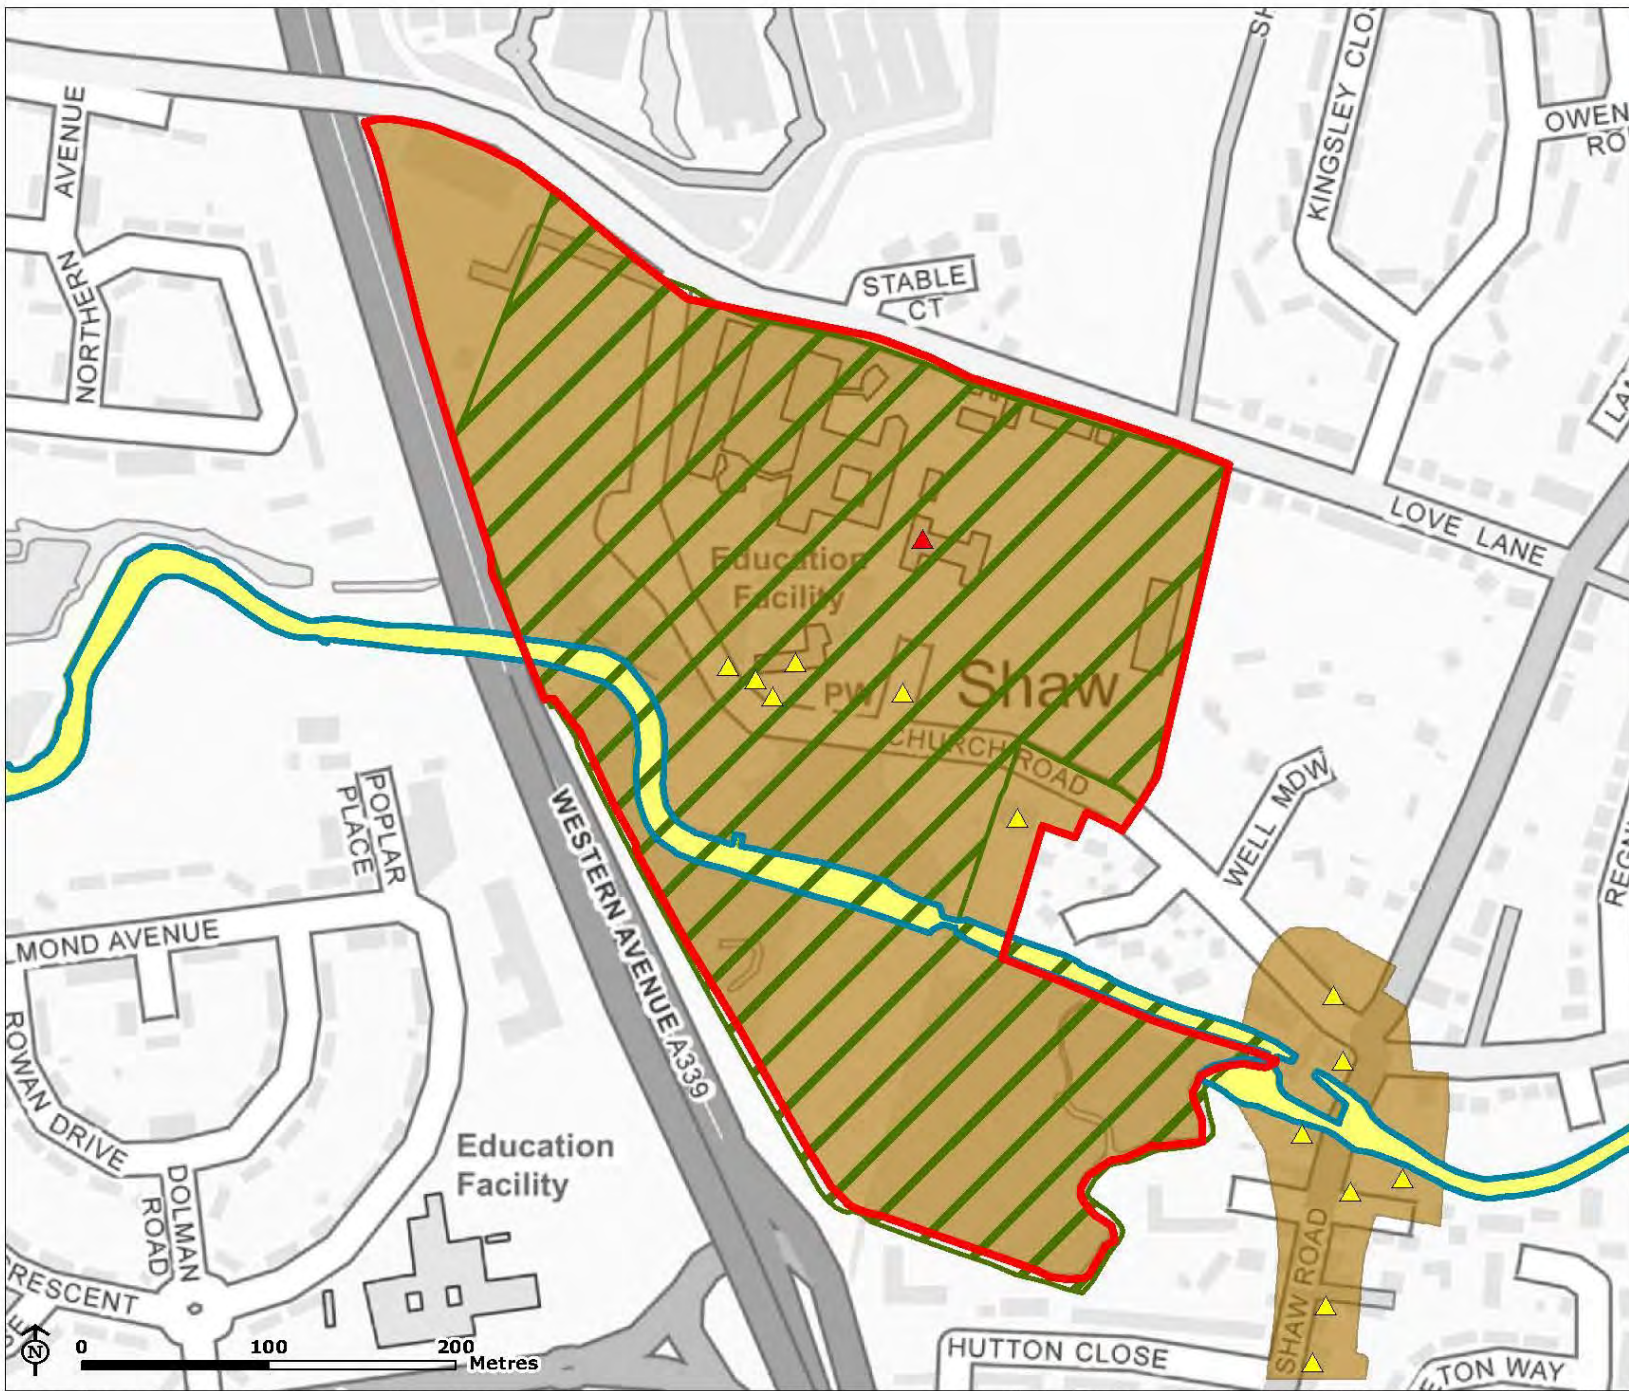 KINGSLEY CLOS
OWEN
RO
NORTHERN AVENUE
STABLE
CT
LOVE LANE
Education
Facility
Shaw
PW
CHURCH ROAD
WELL MDW
POPLAR
PLACE
WESTERN AVENUE A339
MOND AVENUE
ROWAN DRIVE
DOLMAN
ROAD
Education
Facility
RESCENT
SHAW ROAD
HUTTON CLOSE
TON WAY
N
0 100 200
Metres